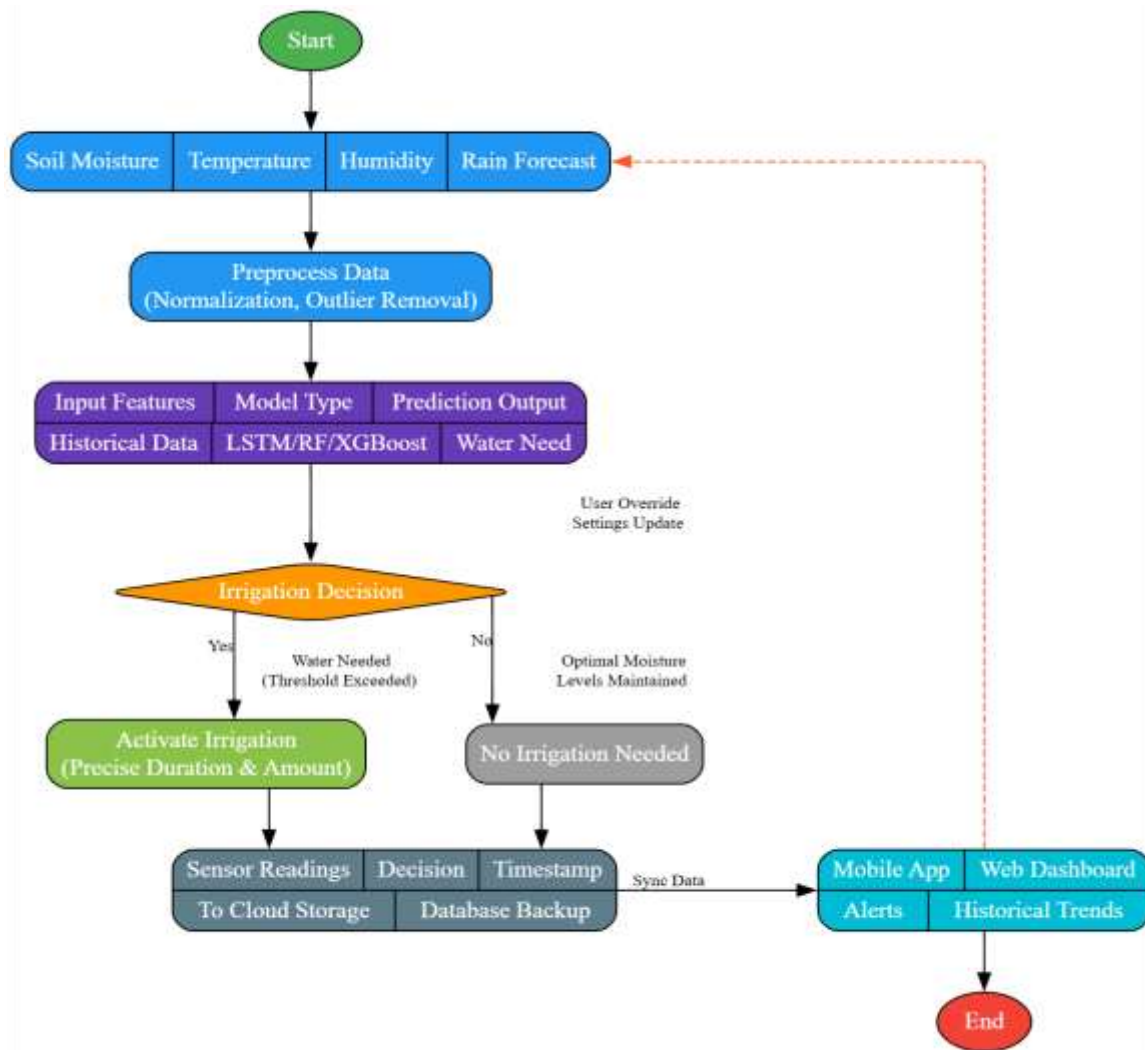 Start
Soil Moisture Temperature Humidity Rain Forecast
Preprocess Data
(Normalization, Outlier Removal)
Input Features Model Type Prediction Output
Historical Data LSTM/RF/XGBoost Water Need
User Override
Settings Update
Irrigation Decision
Yes
No
Water Needed
(Threshold Exceeded)
Optimal Moisture
Levels Maintained
Activate Irrigation
(Precise Duration & Amount)
No Irrigation Needed
Sensor Readings Decision Timestamp
To Cloud Storage Database Backup
Sync Data
Mobile App Web Dashboard
Alerts Historical Trends
End